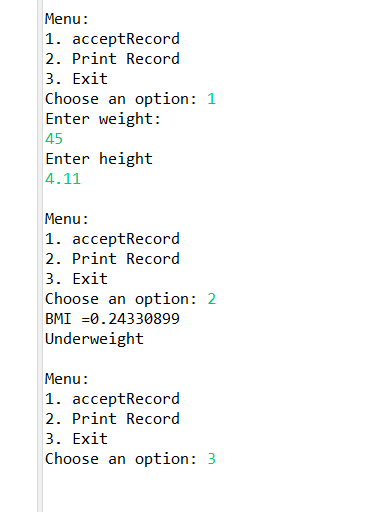 Menu:
1. acceptRecord
2. Print Record
3. Exit
Choose an option: 1
Enter weight:
45
Enter height
4.11
Menu:
1. acceptRecord
2. Print Record
3. Exit
Choose an option: 2
BMI =0.24330899
Underweight
Menu:
1. acceptRecord
2. Print Record
3. Exit
Choose an option: 3